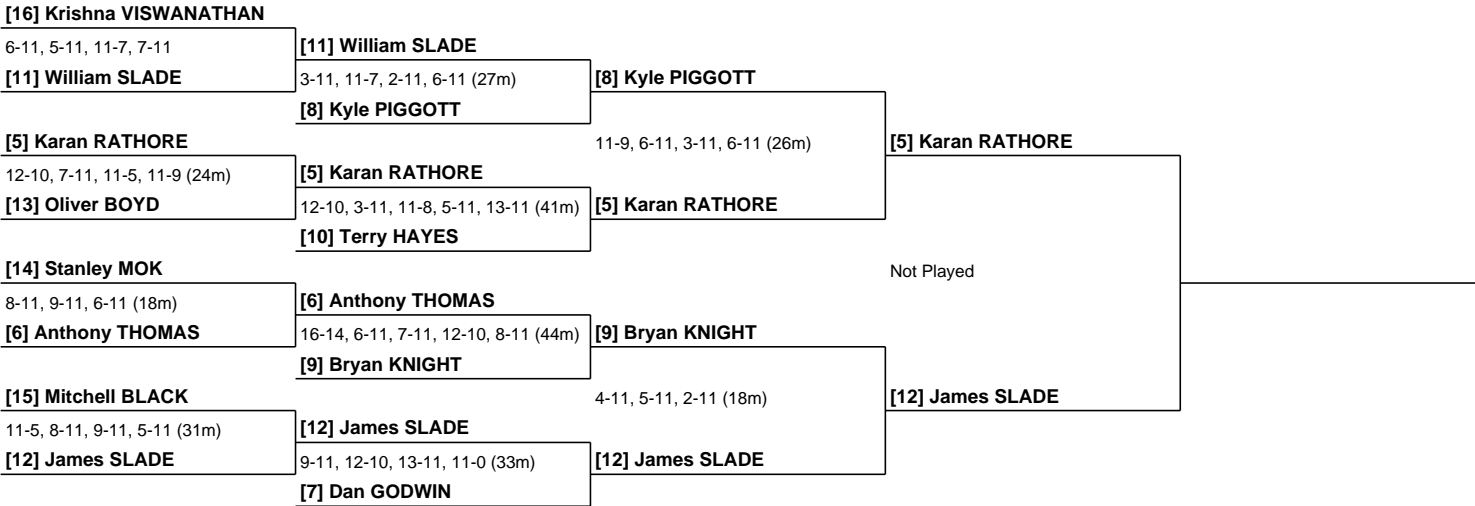 [16] Krishna VISWANATHAN
6-11, 5-11, 11-7, 7-11
[11] William SLADE
[11] William SLADE
3-11, 11-7, 2-11, 6-11 (27m)
[8] Kyle PIGGOTT
[8] Kyle PIGGOTT
[5] Karan RATHORE
11-9, 6-11, 3-11, 6-11 (26m)
[5] Karan RATHORE
12-10, 7-11, 11-5, 11-9 (24m)
[5] Karan RATHORE
[13] Oliver BOYD
12-10, 3-11, 11-8, 5-11, 13-11 (41m)
[5] Karan RATHORE
[10] Terry HAYES
[14] Stanley MOK
Not Played
8-11, 9-11, 6-11 (18m)
[6] Anthony THOMAS
[6] Anthony THOMAS
16-14, 6-11, 7-11, 12-10, 8-11 (44m)
[9] Bryan KNIGHT
[9] Bryan KNIGHT
[15] Mitchell BLACK
4-11, 5-11, 2-11 (18m)
[12] James SLADE
11-5, 8-11, 9-11, 5-11 (31m)
[12] James SLADE
[12] James SLADE
9-11, 12-10, 13-11, 11-0 (33m)
[12] James SLADE
[7] Dan GODWIN